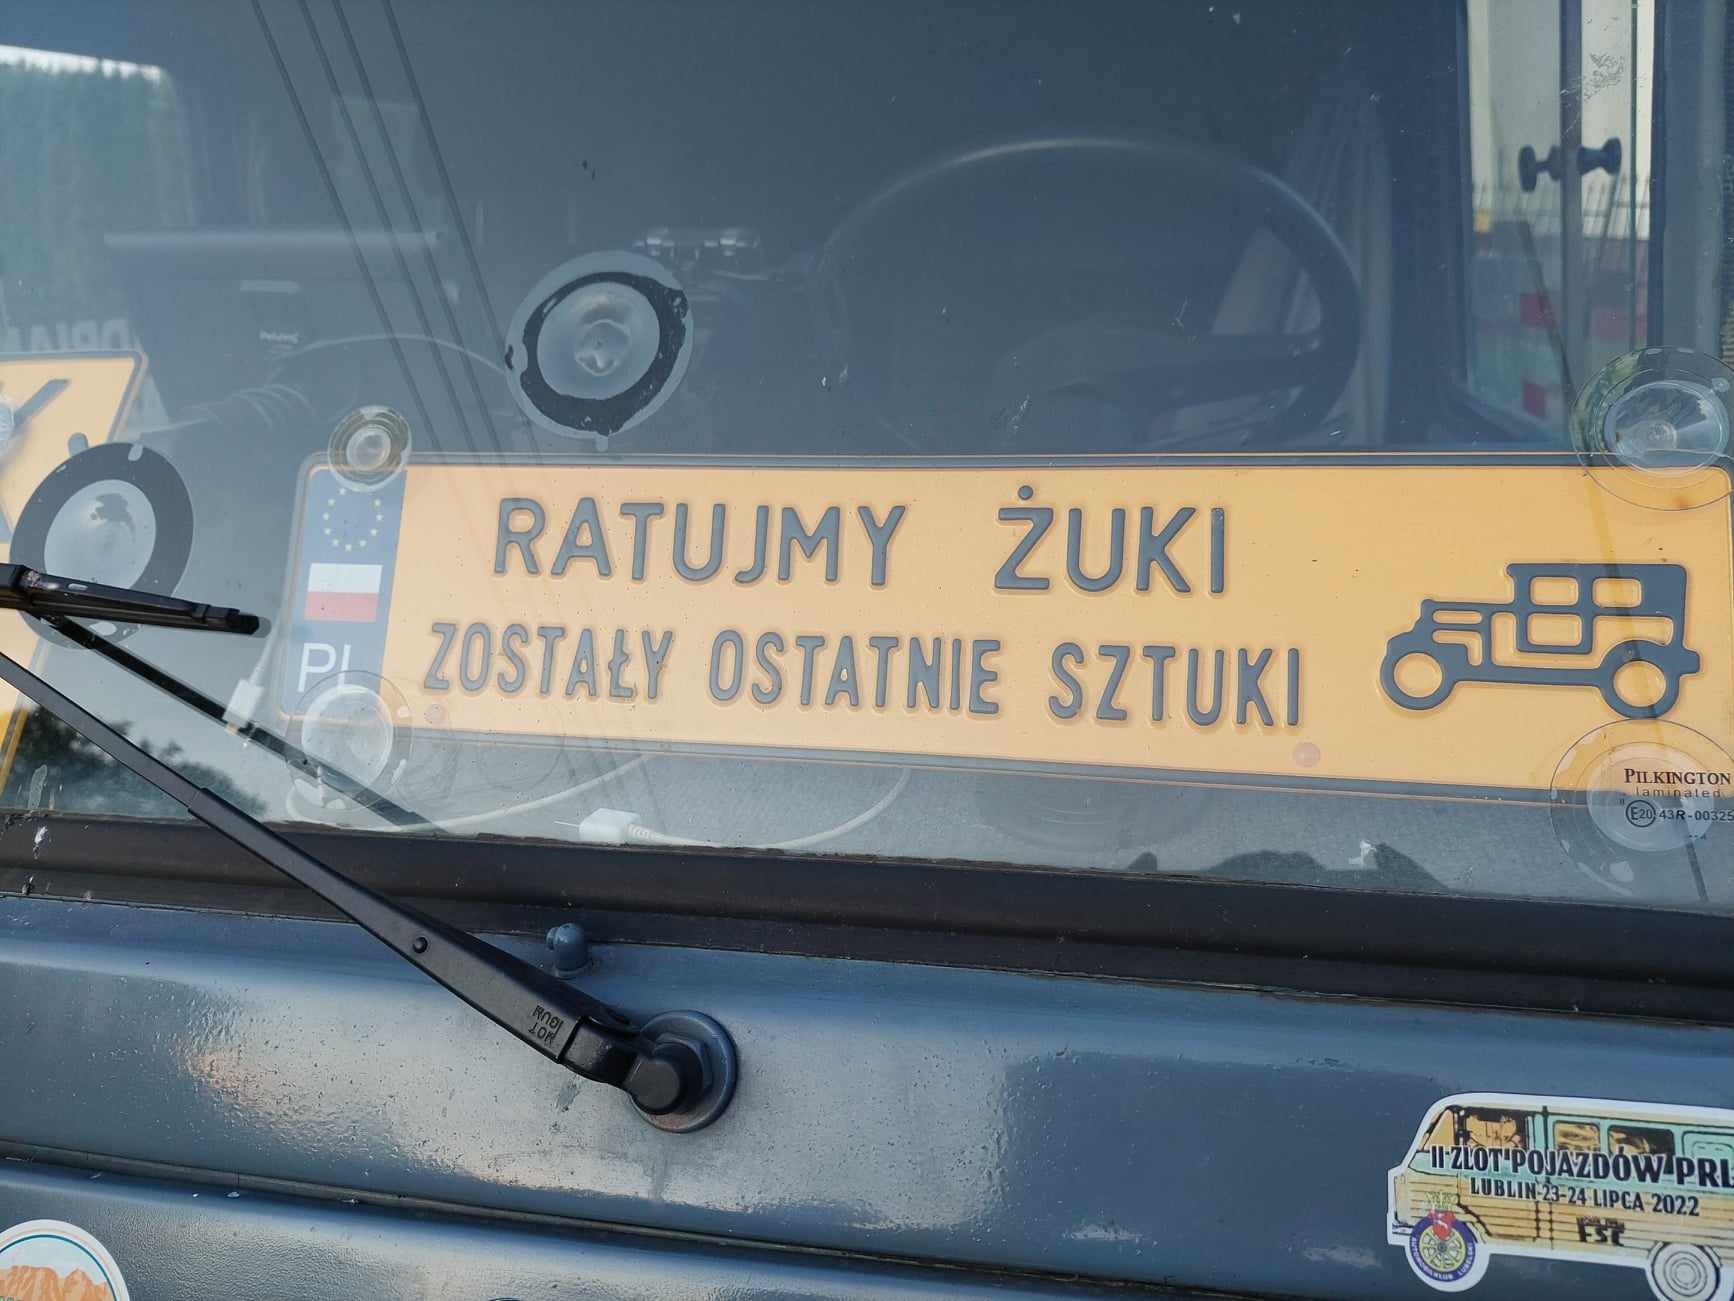 RATUJMY ŻUKI
ZOSTAŁY OSTATNIE SZTUKI
PL
PILKINGTON
laminated
E20 43R-00325
II ZLOT POJAZDÓW PRL
LUBLIN 23-24 LIPCA 2022
FSC